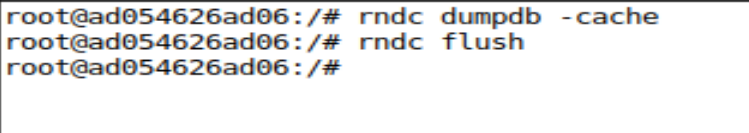 root@ad054626ad06:/# rndc dumpdb -cache
root@ad054626ad06:/# rndc flush
root@ad054626ad06:/#